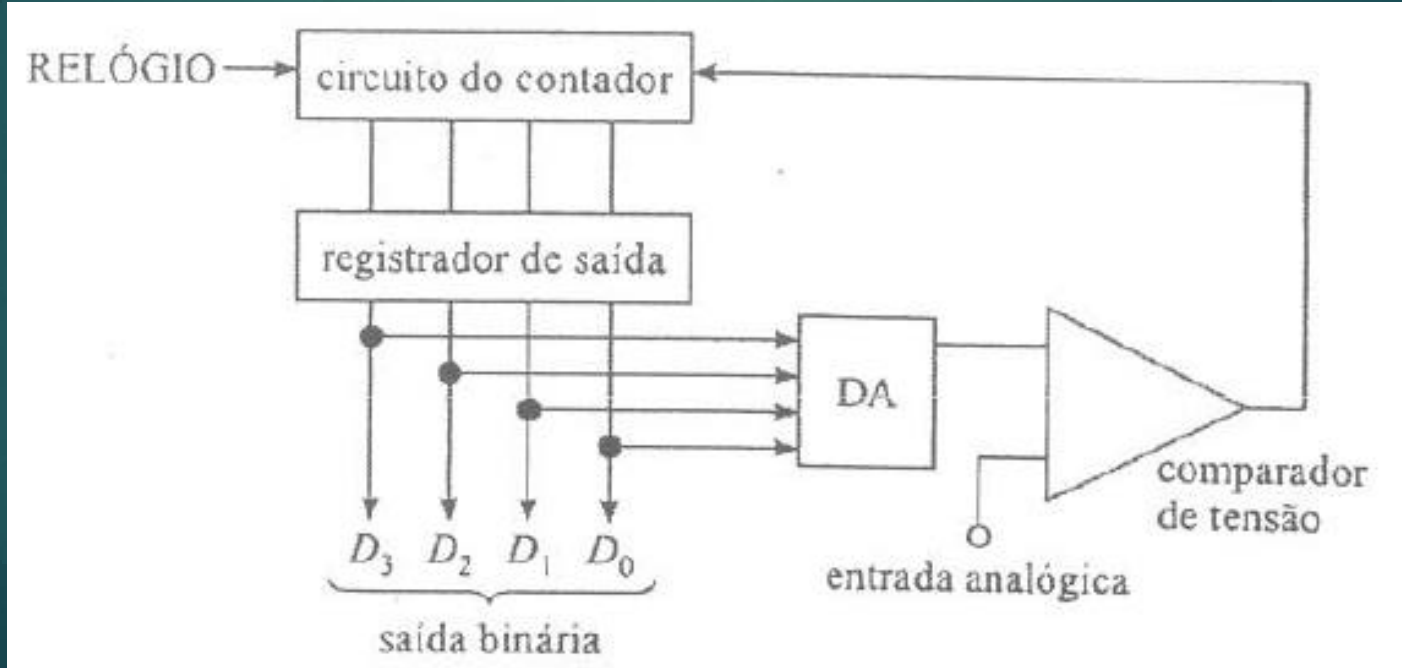 RELÓGIO
circuito do contador
registrador de saída
DA
comparador
de tensão
D₃ D₂ D₁ D₀
entrada analógica
saída binária